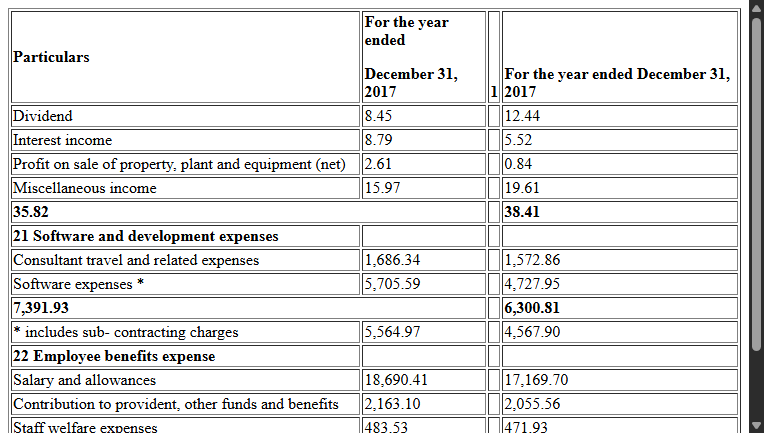 Particulars For the year ended December 31, 2017 1 For the year ended December 31, 2017
Dividend 8.45 12.44
Interest income 8.79 5.52
Profit on sale of property, plant and equipment (net) 2.61 0.84
Miscellaneous income 15.97 19.61
35.82 38.41
21 Software and development expenses
Consultant travel and related expenses 1,686.34 1,572.86
Software expenses * 5,705.59 4,727.95
7,391.93 6,300.81
* includes sub- contracting charges 5,564.97 4,567.90
22 Employee benefits expense
Salary and allowances 18,690.41 17,169.70
Contribution to provident, other funds and benefits 2,163.10 2,055.56
Staff welfare expenses 483.53 471.93